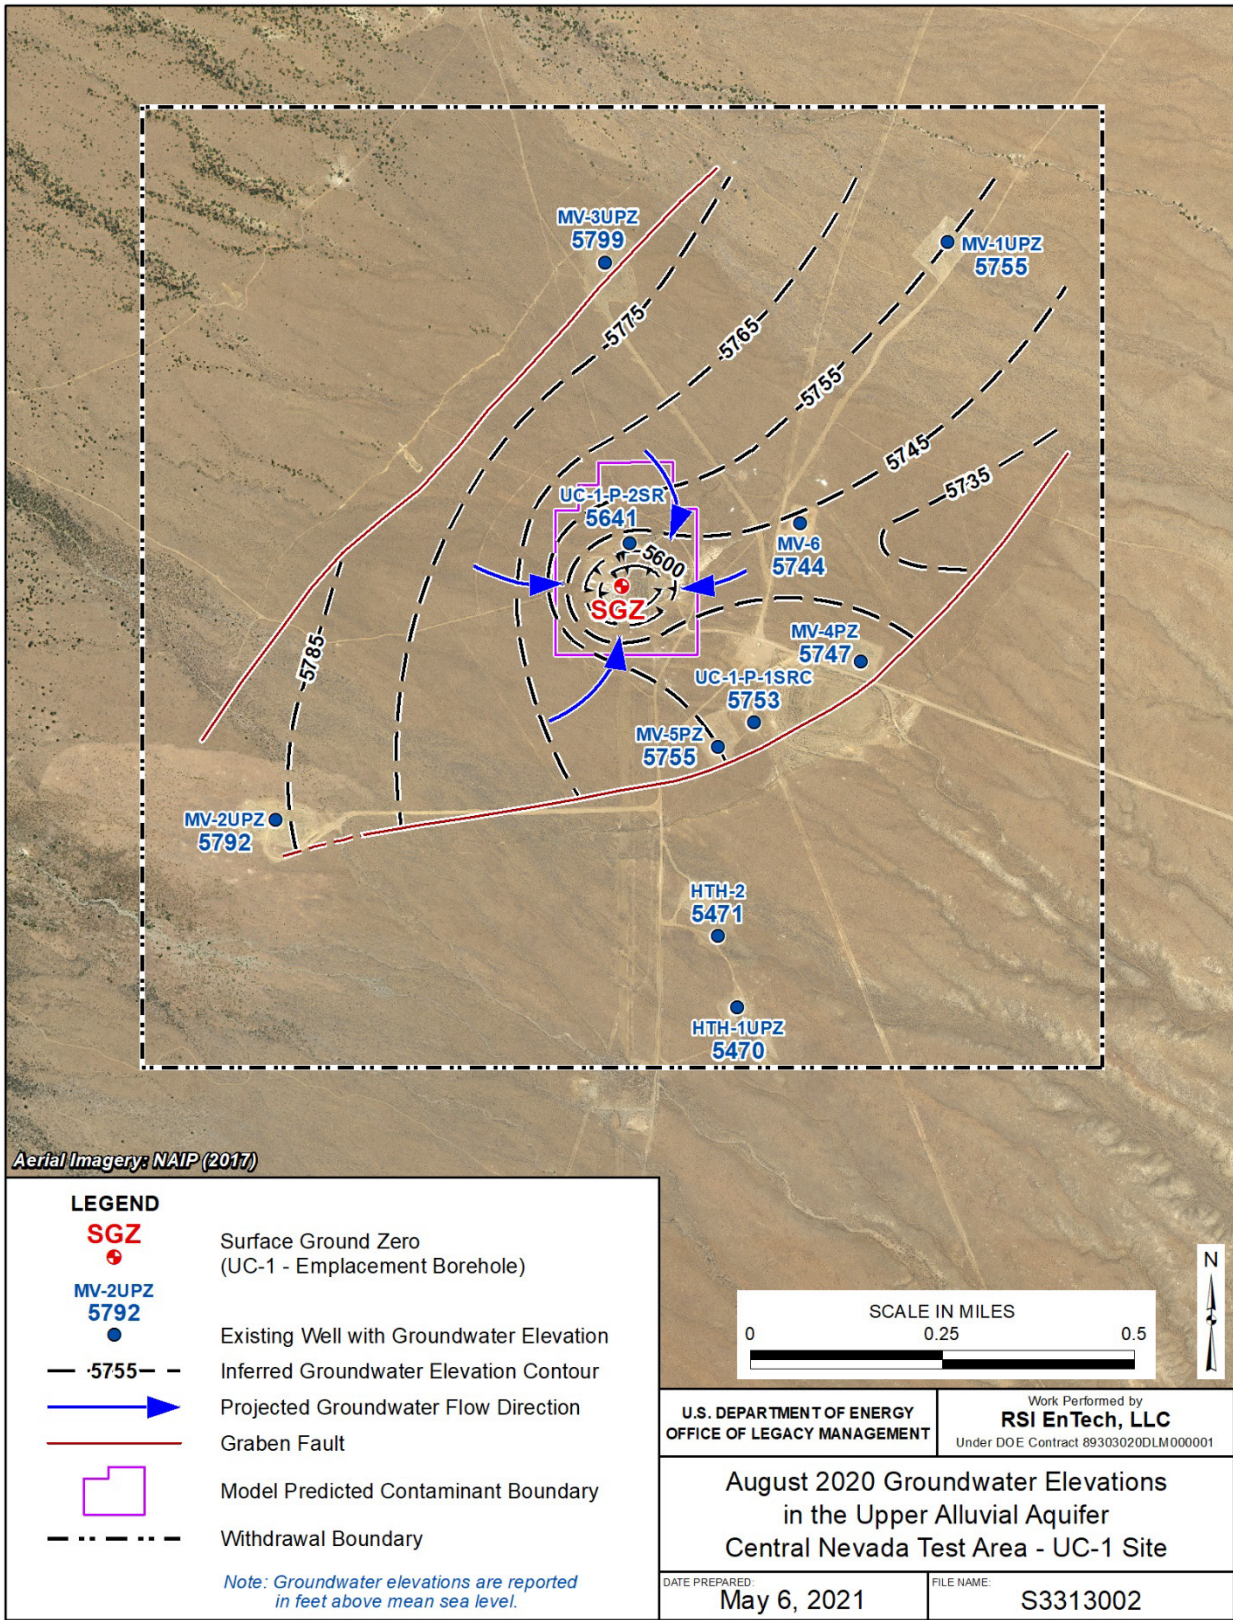 MV-3UPZ
5799
MV-1UPZ
5755
5775
5765
5755
5745
5735
UC-1-P-2SR
5641
5600
MV-6
5744
SGZ
5785
MV-4PZ
5747
UC-1-P-1SRC
5753
MV-5PZ
5755
MV-2UPZ
5792
HTH-2
5471
HTH-1UPZ
5470
Aerial Imagery: NAIP (2017)
LEGEND
SGZ
Surface Ground Zero
(UC-1 - Emplacement Borehole)
MV-2UPZ
5792
Existing Well with Groundwater Elevation
5755
Inferred Groundwater Elevation Contour
Projected Groundwater Flow Direction
Graben Fault
Model Predicted Contaminant Boundary
Withdrawal Boundary
Note: Groundwater elevations are reported
in feet above mean sea level.
N
SCALE IN MILES
0 0.25 0.5
U.S. DEPARTMENT OF ENERGY
OFFICE OF LEGACY MANAGEMENT
Work Performed by
RSI EnTech, LLC
Under DOE Contract 89303020DLM000001
August 2020 Groundwater Elevations
in the Upper Alluvial Aquifer
Central Nevada Test Area - UC-1 Site
DATE PREPARED:
May 6, 2021
FILE NAME:
S3313002